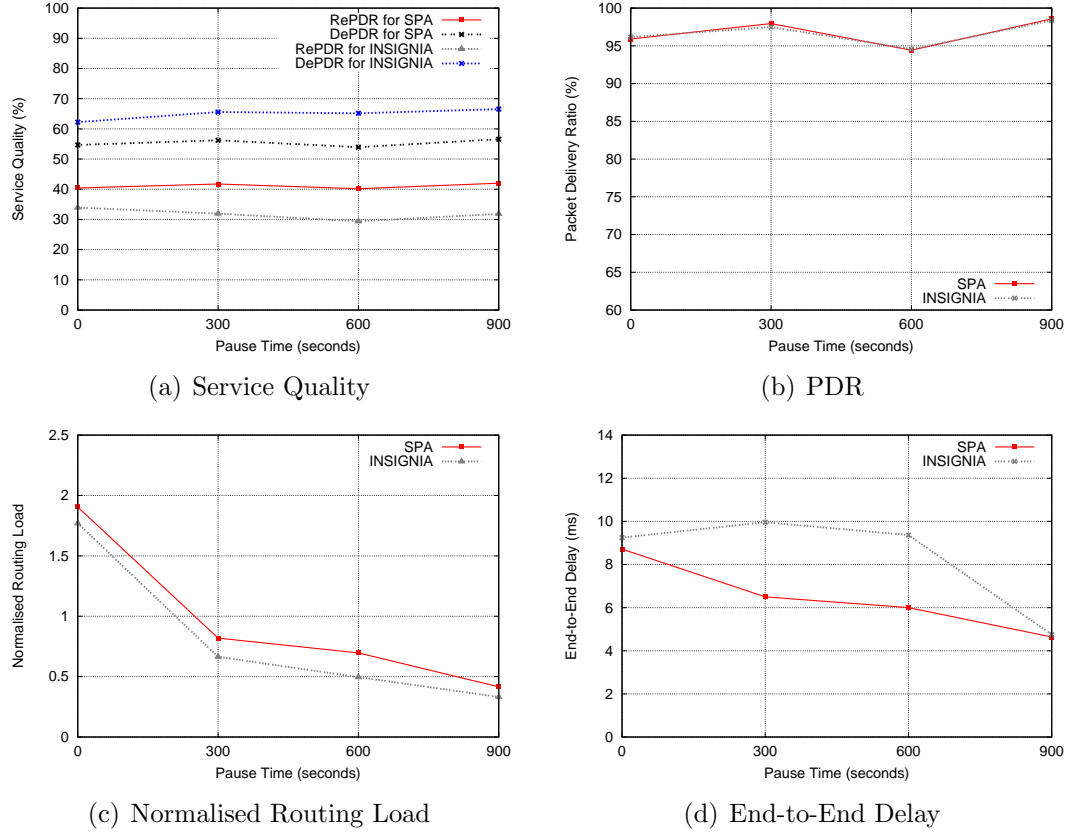 100
90
80
70
60
50
40
30
20
10
0
0 300 600 900
Service Quality (%)
Pause Time (seconds)
RePDR for SPA
DePDR for SPA
RePDR for INSIGNIA
DePDR for INSIGNIA
(a) Service Quality
100
95
90
85
80
75
70
65
60
0 300 600 900
Packet Delivery Ratio (%)
Pause Time (seconds)
SPA
INSIGNIA
(b) PDR
2.5
2
1.5
1
0.5
0
0 300 600 900
Normalised Routing Load
Pause Time (seconds)
SPA
INSIGNIA
(c) Normalised Routing Load
14
12
10
8
6
4
2
0
0 300 600 900
End-to-End Delay (ms)
Pause Time (seconds)
SPA
INSIGNIA
(d) End-to-End Delay